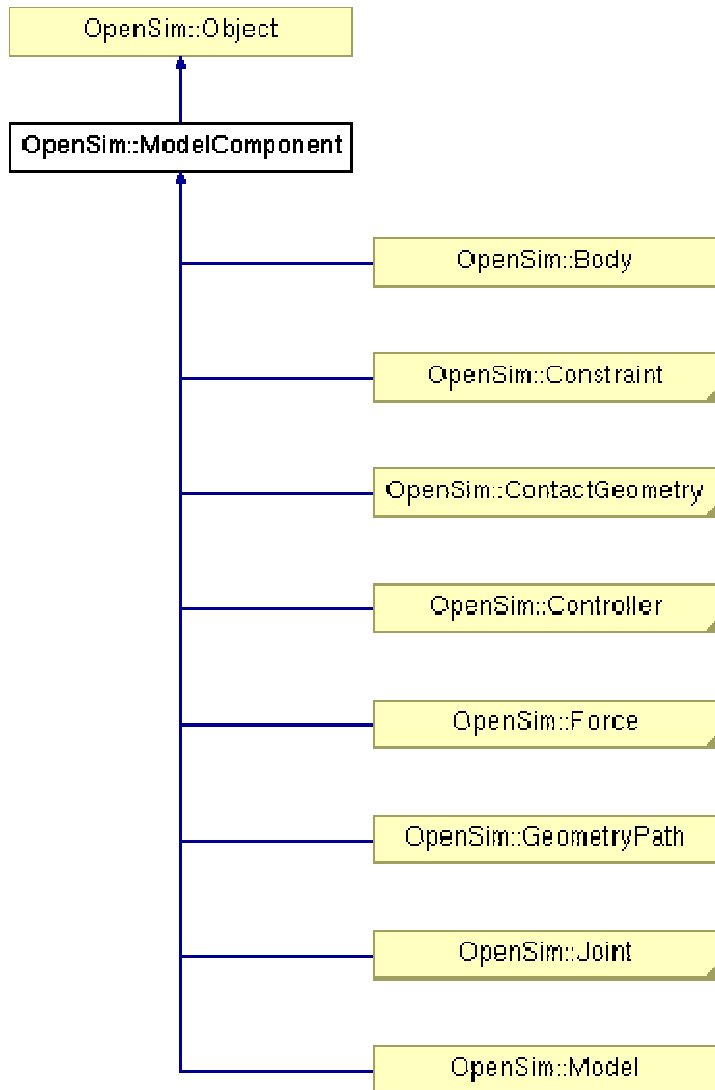 OpenSim::Object
OpenSim::ModelComponent
OpenSim::Body
OpenSim::Constraint
OpenSim::ContactGeometry
OpenSim::Controller
OpenSim::Force
OpenSim::GeometryPath
OpenSim::Joint
OpenSim::Model